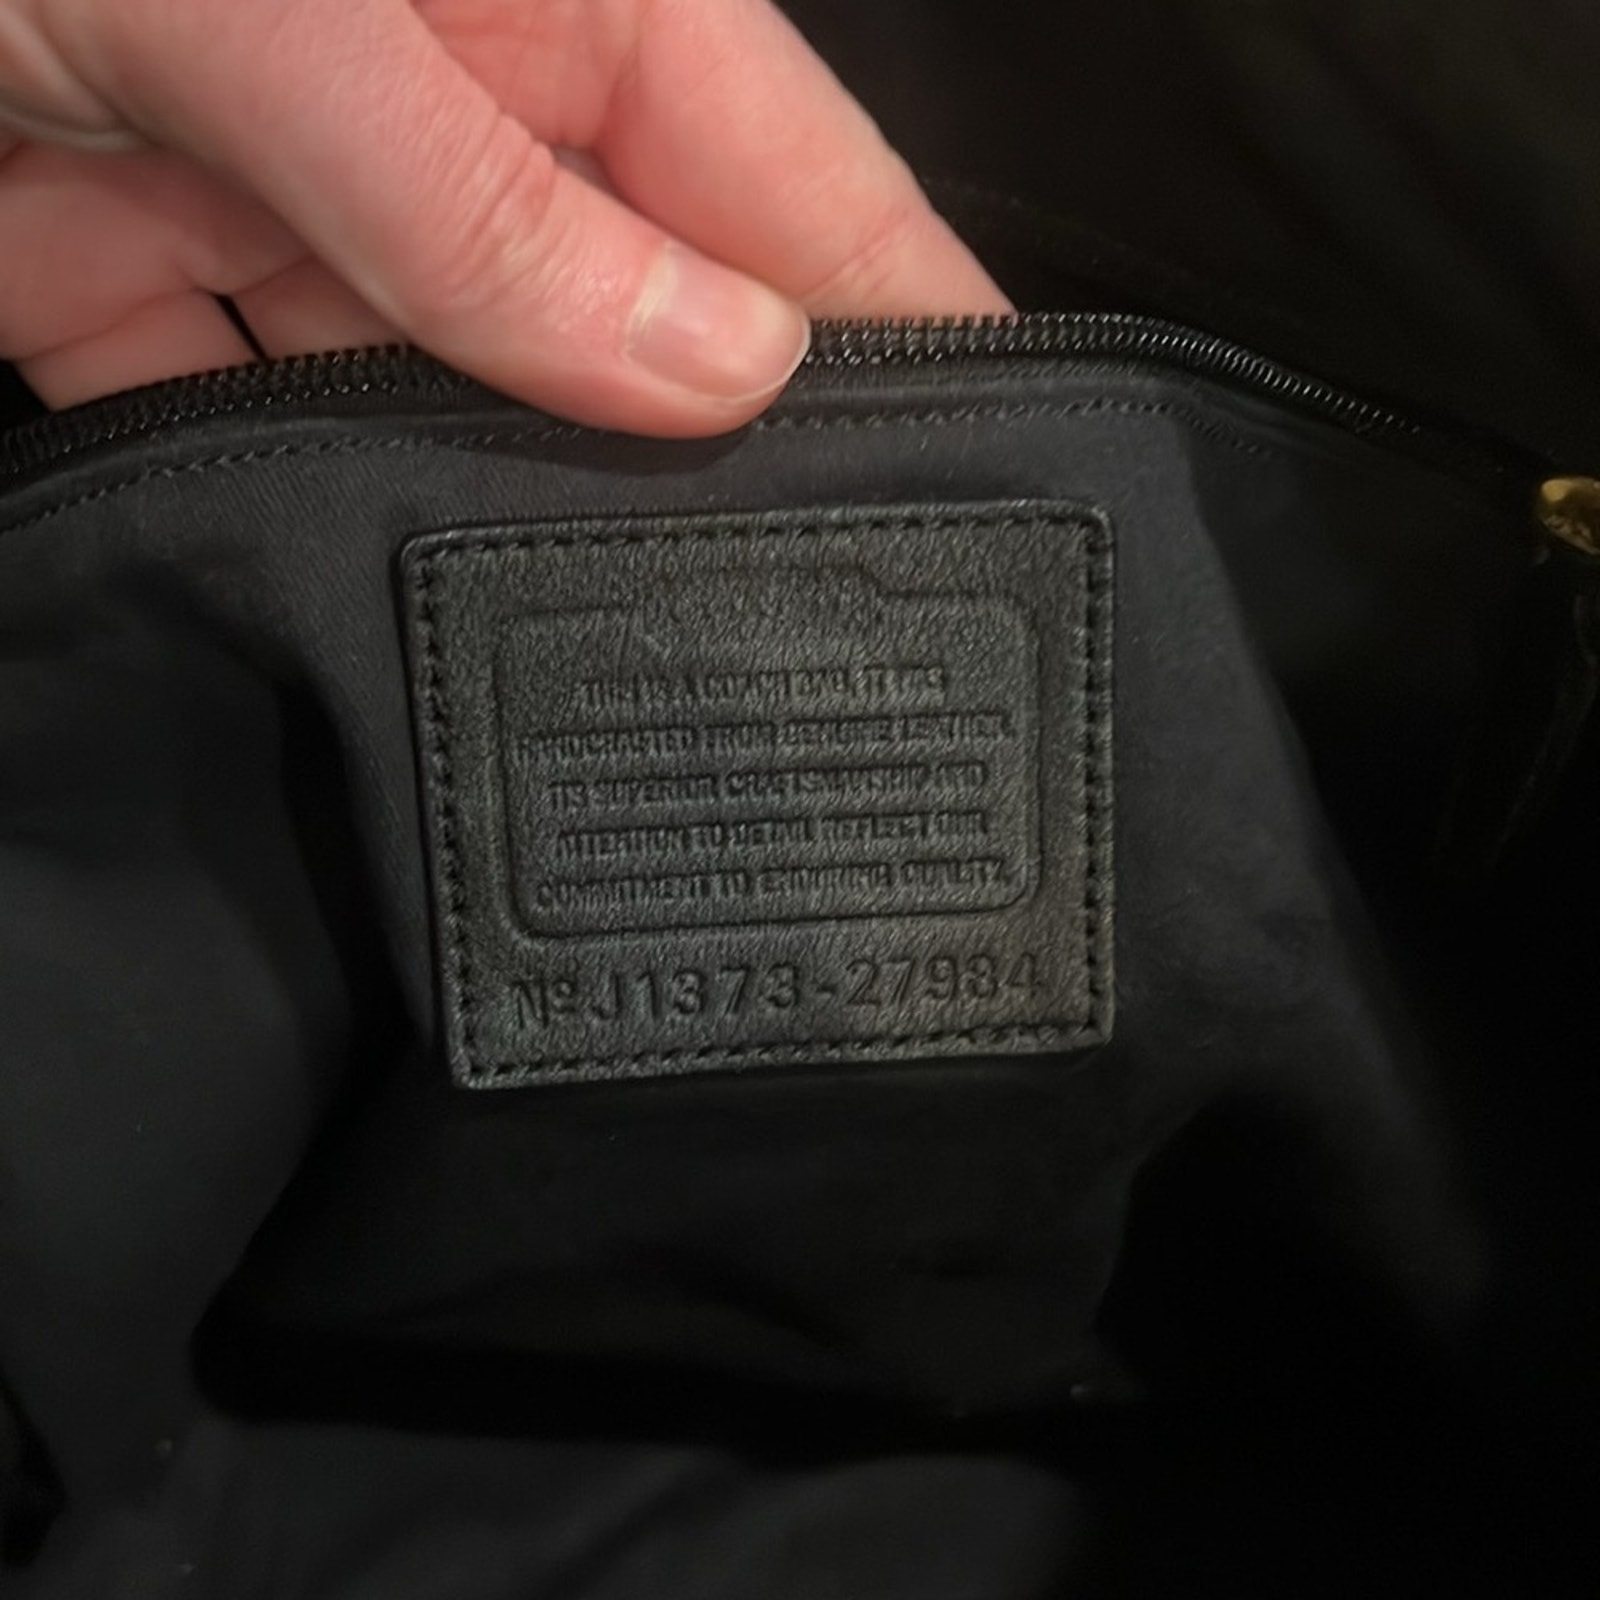 THIS IS A COACH BAG. IT WAS
HANDCRAFTED FROM GENUINE LEATHER.
ITS SUPERIOR CRAFTSMANSHIP AND
ATTENTION TO DETAIL REFLECT OUR
COMMITMENT TO ENDURING QUALITY.
Nº J1373-27984